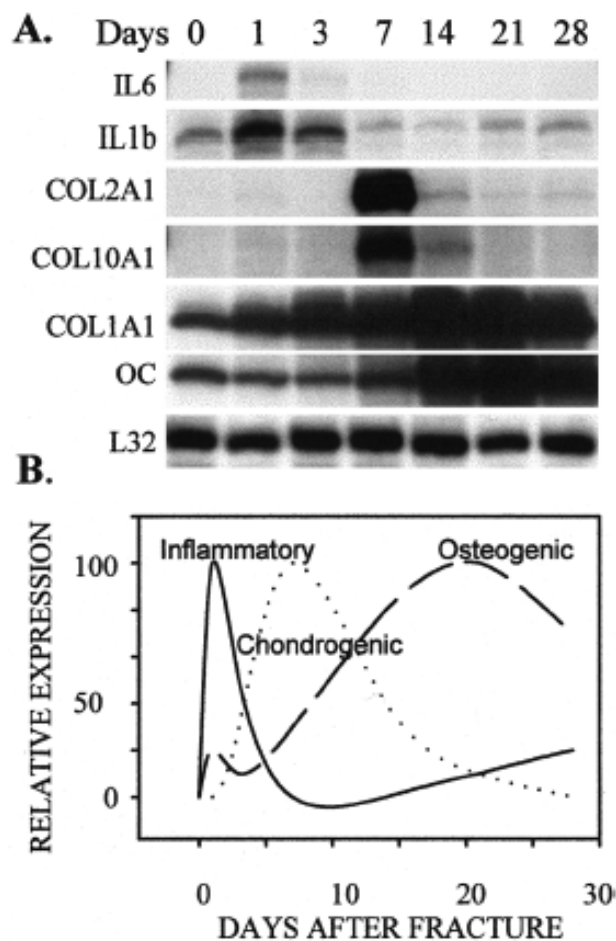 A. Days 0 1 3 7 14 21 28
IL6
IL1b
COL2A1
COL10A1
COL1A1
OC
L32
B.
Inflammatory Osteogenic
100
Chondrogenic
50
0
RELATIVE EXPRESSION
0 10 20 30
DAYS AFTER FRACTURE